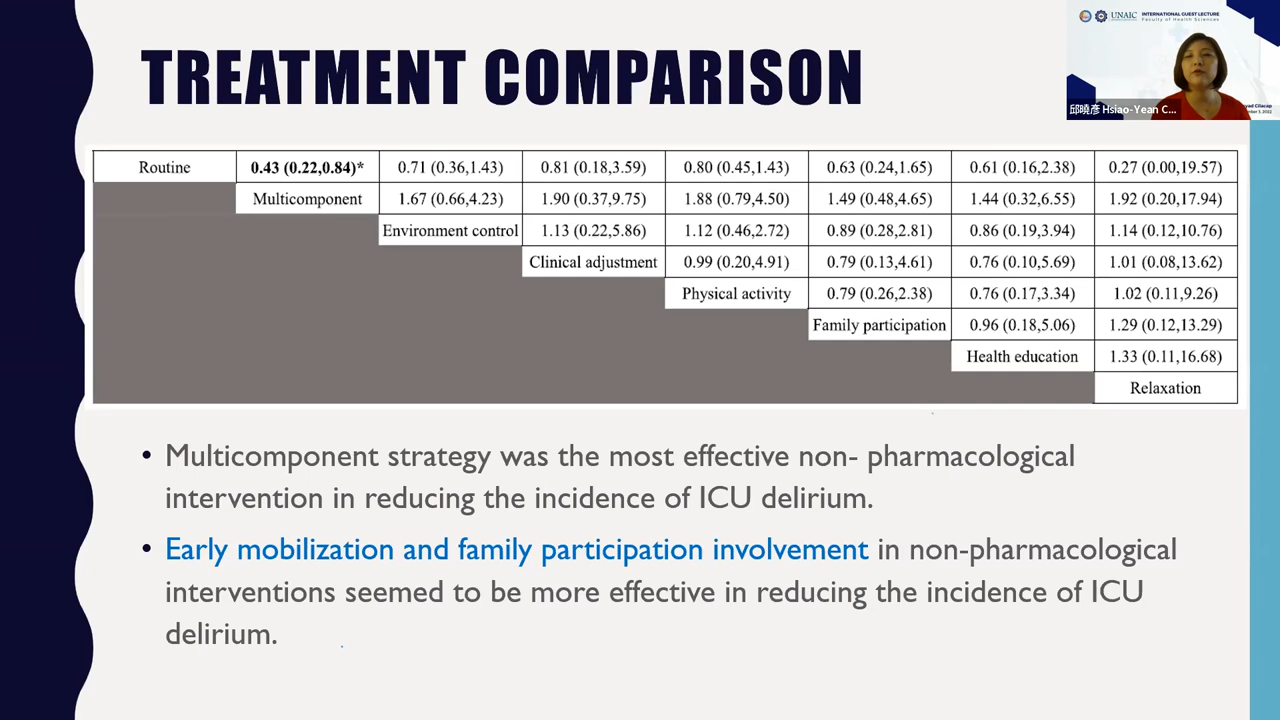 UNAIC
INTERNATIONAL GUEST LECTURE
Faculty of Health Sciences
TREATMENT COMPARISON
邱曉彥 Hsiao-Yean C...
Routine 0.43 (0.22,0.84)* 0.71 (0.36,1.43) 0.81 (0.18,3.59) 0.80 (0.45,1.43) 0.63 (0.24,1.65) 0.61 (0.16,2.38) 0.27 (0.00,19.57)
Multicomponent 1.67 (0.66,4.23) 1.90 (0.37,9.75) 1.88 (0.79,4.50) 1.49 (0.48,4.65) 1.44 (0.32,6.55) 1.92 (0.20,17.94)
Environment control 1.13 (0.22,5.86) 1.12 (0.46,2.72) 0.89 (0.28,2.81) 0.86 (0.19,3.94) 1.14 (0.12,10.76)
Clinical adjustment 0.99 (0.20,4.91) 0.79 (0.13,4.61) 0.76 (0.10,5.69) 1.01 (0.08,13.62)
Physical activity 0.79 (0.26,2.38) 0.76 (0.17,3.34) 1.02 (0.11,9.26)
Family participation 0.96 (0.18,5.06) 1.29 (0.12,13.29)
Health education 1.33 (0.11,16.68)
Relaxation
• Multicomponent strategy was the most effective non- pharmacological
intervention in reducing the incidence of ICU delirium.
• Early mobilization and family participation involvement in non-pharmacological
interventions seemed to be more effective in reducing the incidence of ICU
delirium.